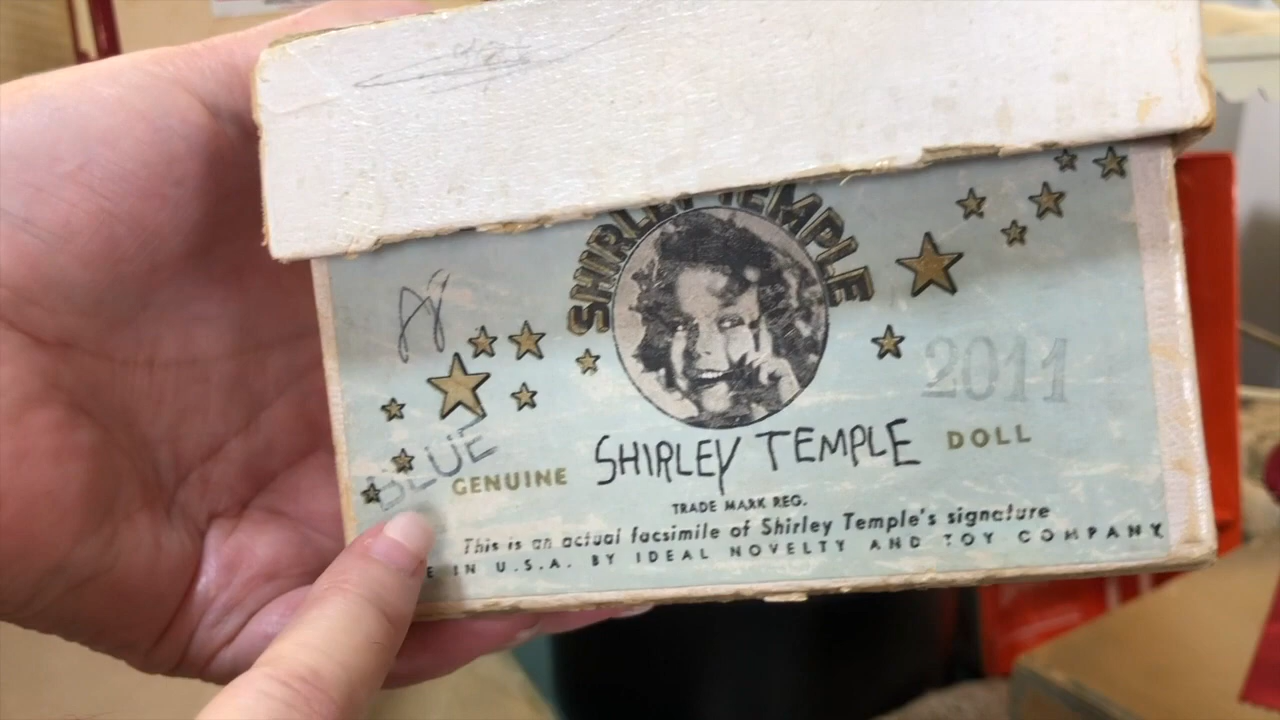 SHIRLEY TEMPLE
2011
BLUE
GENUINE SHIRLEY TEMPLE DOLL
TRADE MARK REG.
This is an actual facsimile of Shirley Temple's signature
E IN U.S.A. BY IDEAL NOVELTY AND TOY COMPANY